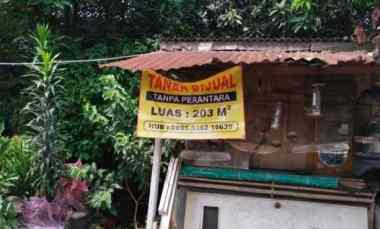 TANAH DIJUAL
TANPA PERANTARA
LUAS : 203 M²
HUB :